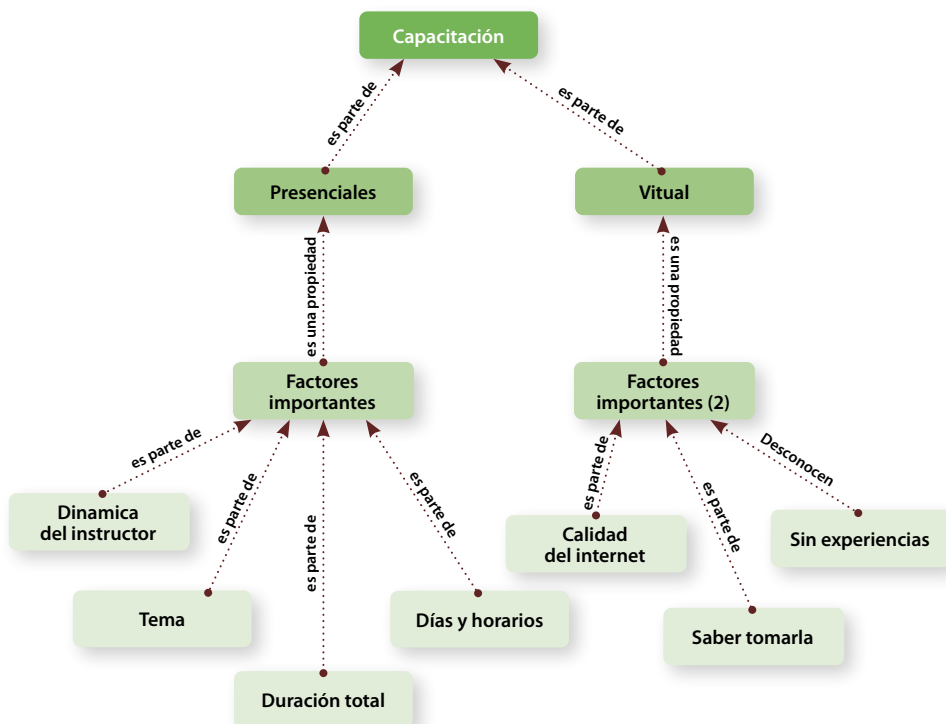 Capacitación
es parte de
es parte de
Presenciales
Vitual
es una propiedad
es una propiedad
Factores
importantes
Factores
importantes (2)
es parte de
es parte de
es parte de
es parte de
es parte de
es parte de
Desconocen
Dinamica
del instructor
Calidad
del internet
Sin experiencias
Tema
Días y horarios
Saber tomarla
Duración total